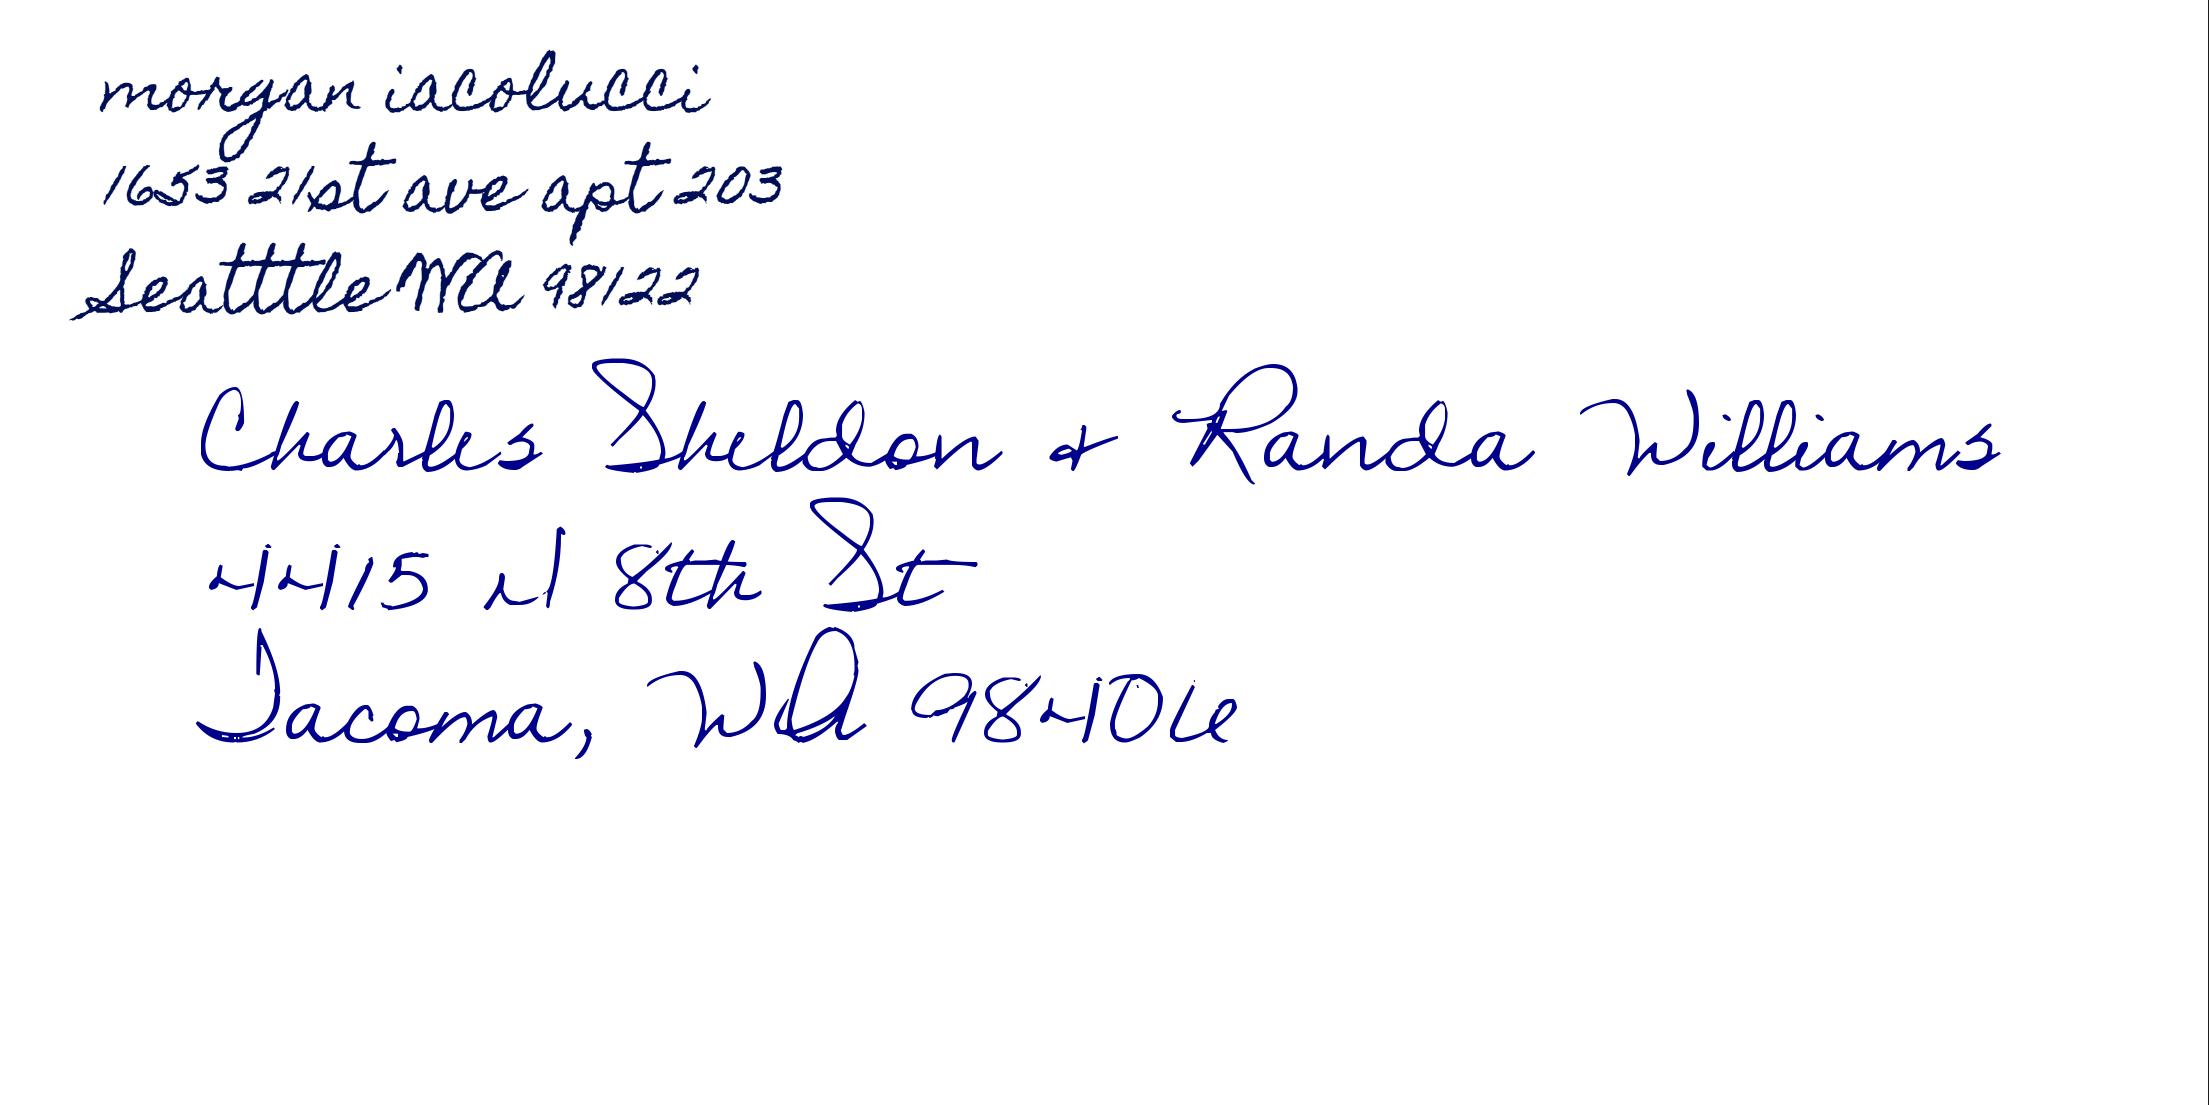 morgan iacolucci
1653 21st ave apt 203
Seatttle WA 98122
Charles Sheldon & Randa Williams
4415 N 8th St
Tacoma, WA 98406